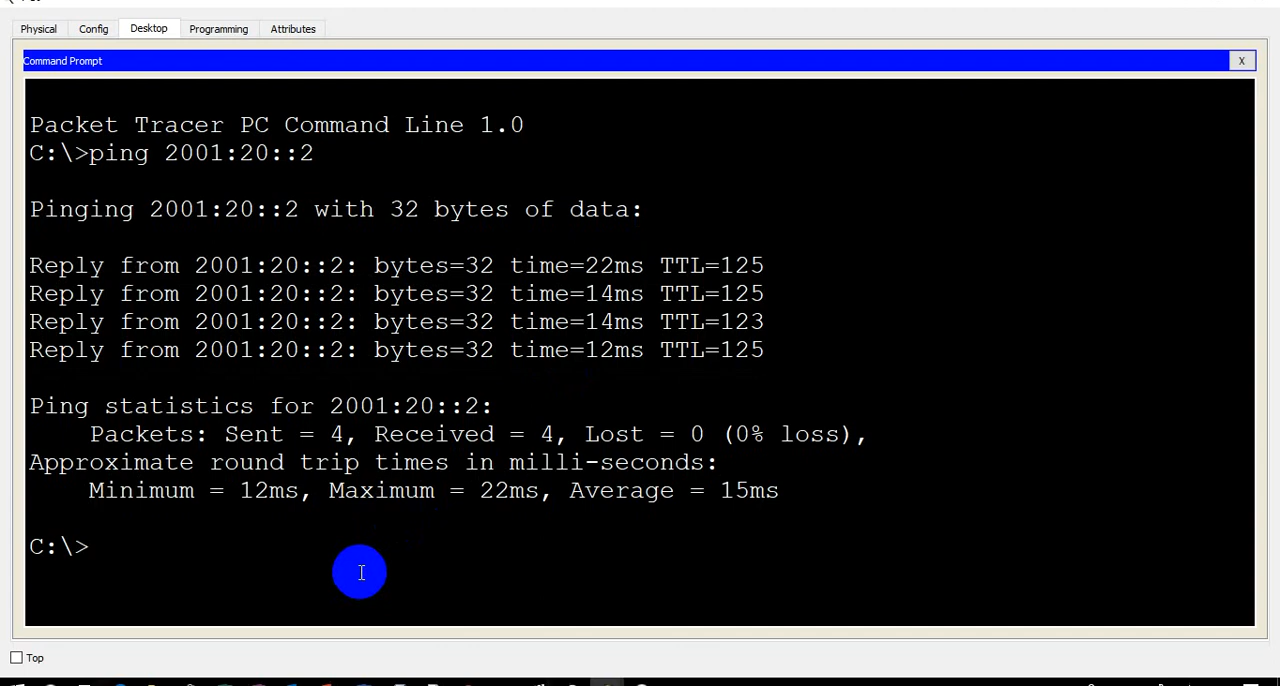 Physical Config Desktop Programming Attributes
Command Prompt X
Packet Tracer PC Command Line 1.0
C:\>ping 2001:20::2
Pinging 2001:20::2 with 32 bytes of data:
Reply from 2001:20::2: bytes=32 time=22ms TTL=125
Reply from 2001:20::2: bytes=32 time=14ms TTL=125
Reply from 2001:20::2: bytes=32 time=14ms TTL=123
Reply from 2001:20::2: bytes=32 time=12ms TTL=125
Ping statistics for 2001:20::2:
Packets: Sent = 4, Received = 4, Lost = 0 (0% loss),
Approximate round trip times in milli-seconds:
Minimum = 12ms, Maximum = 22ms, Average = 15ms
C:\>
Top